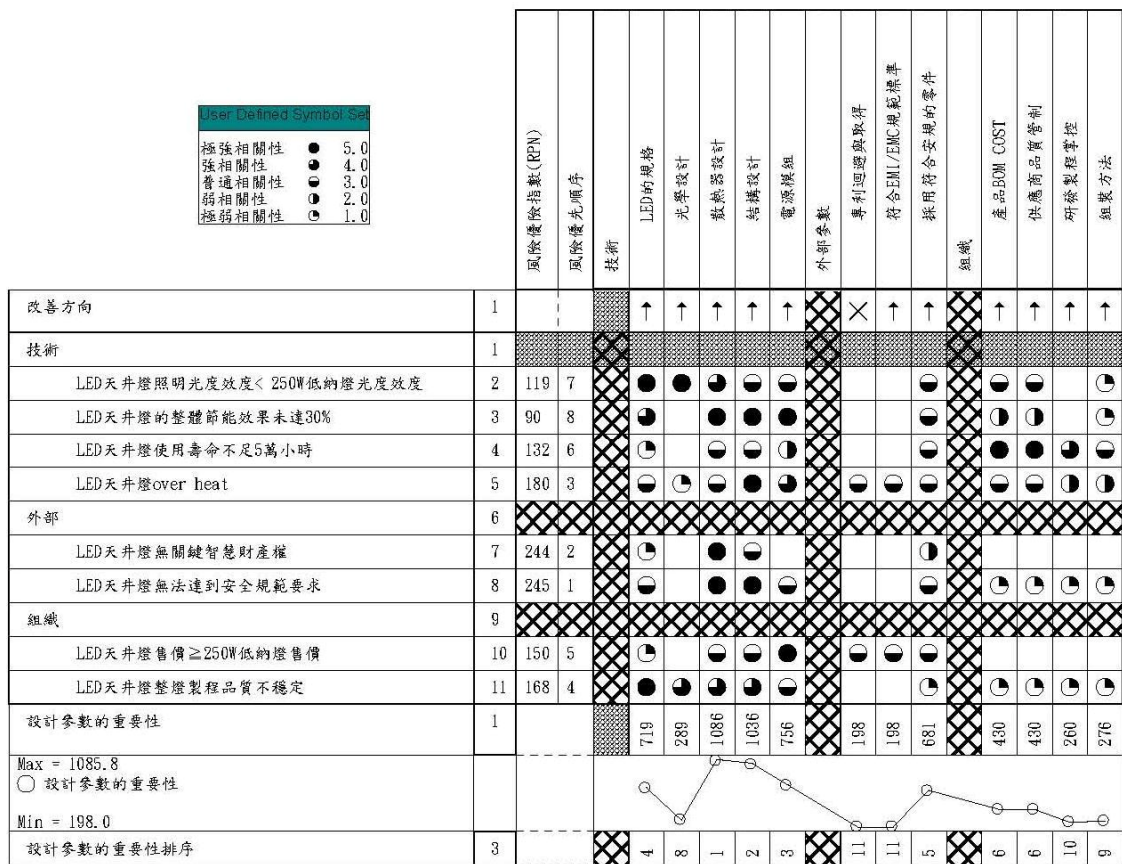 User Defined Symbol Set
極強相關性 ● 5.0
強相關性 ◕ 4.0
普通相關性 ◒ 3.0
弱相關性 ◑ 2.0
極弱相關性 ◔ 1.0
風險優險指數(RPN)
風險優先順序
技術
LED的規格
光學設計
散熱器設計
結構設計
電源模組
外部參數
專利迴避與取得
符合EMI/EMC規範標準
採用符合安規的零件
組織
產品BOM COST
供應商品質管制
研發製程掌控
組裝方法
改善方向 1 ↑ ↑ ↑ ↑ ↑ ╳ ↑ ↑ ↑ ↑ ↑ ↑
技術 1
LED天井燈照明光度效度< 250W低納燈光度效度 2 119 7
LED天井燈的整體節能效果未達30% 3 90 8
LED天井燈使用壽命不足5萬小時 4 132 6
LED天井燈over heat 5 180 3
外部 6
LED天井燈無關鍵智慧財產權 7 244 2
LED天井燈無法達到安全規範要求 8 245 1
組織 9
LED天井燈售價≧250W低納燈售價 10 150 5
LED天井燈整燈製程品質不穩定 11 168 4
設計參數的重要性 1 719 289 1086 1036 756 198 198 681 430 430 260 276
Max = 1085.8
○ 設計參數的重要性
Min = 198.0
設計參數的重要性排序 3 4 8 1 2 3 11 11 5 6 6 10 9